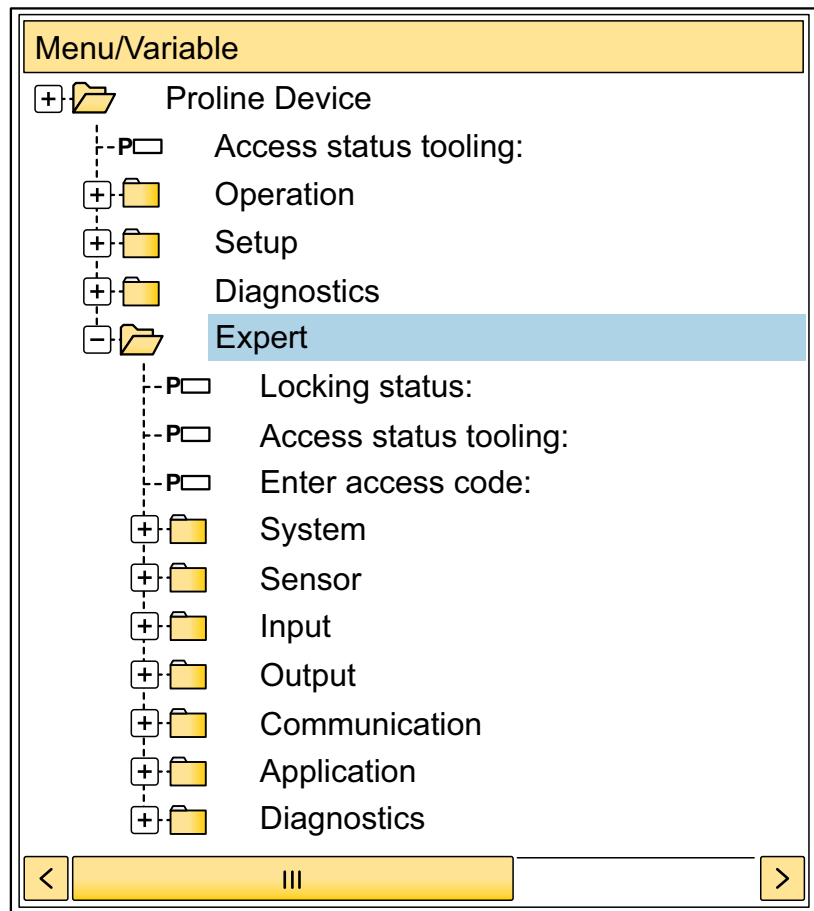 Menu/Variable
Proline Device
P Access status tooling:
Operation
Setup
Diagnostics
Expert
P Locking status:
P Access status tooling:
P Enter access code:
System
Sensor
Input
Output
Communication
Application
Diagnostics